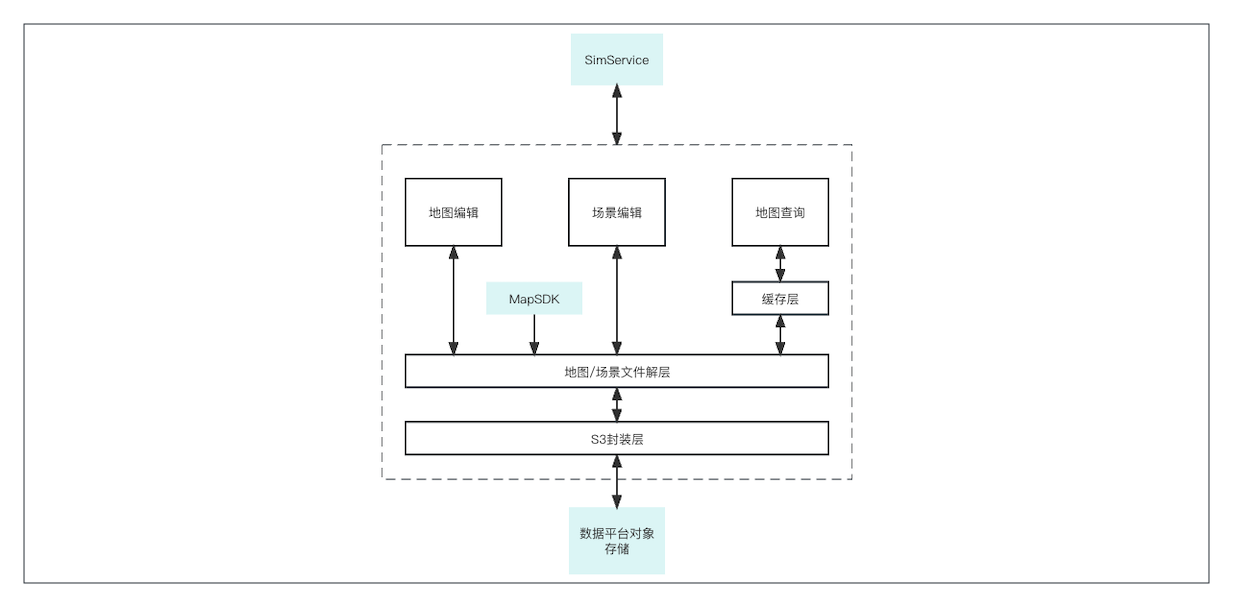 SimService
地图编辑
场景编辑
地图查询
MapSDK
缓存层
地图/场景文件解层
S3封装层
数据平台对象
存储